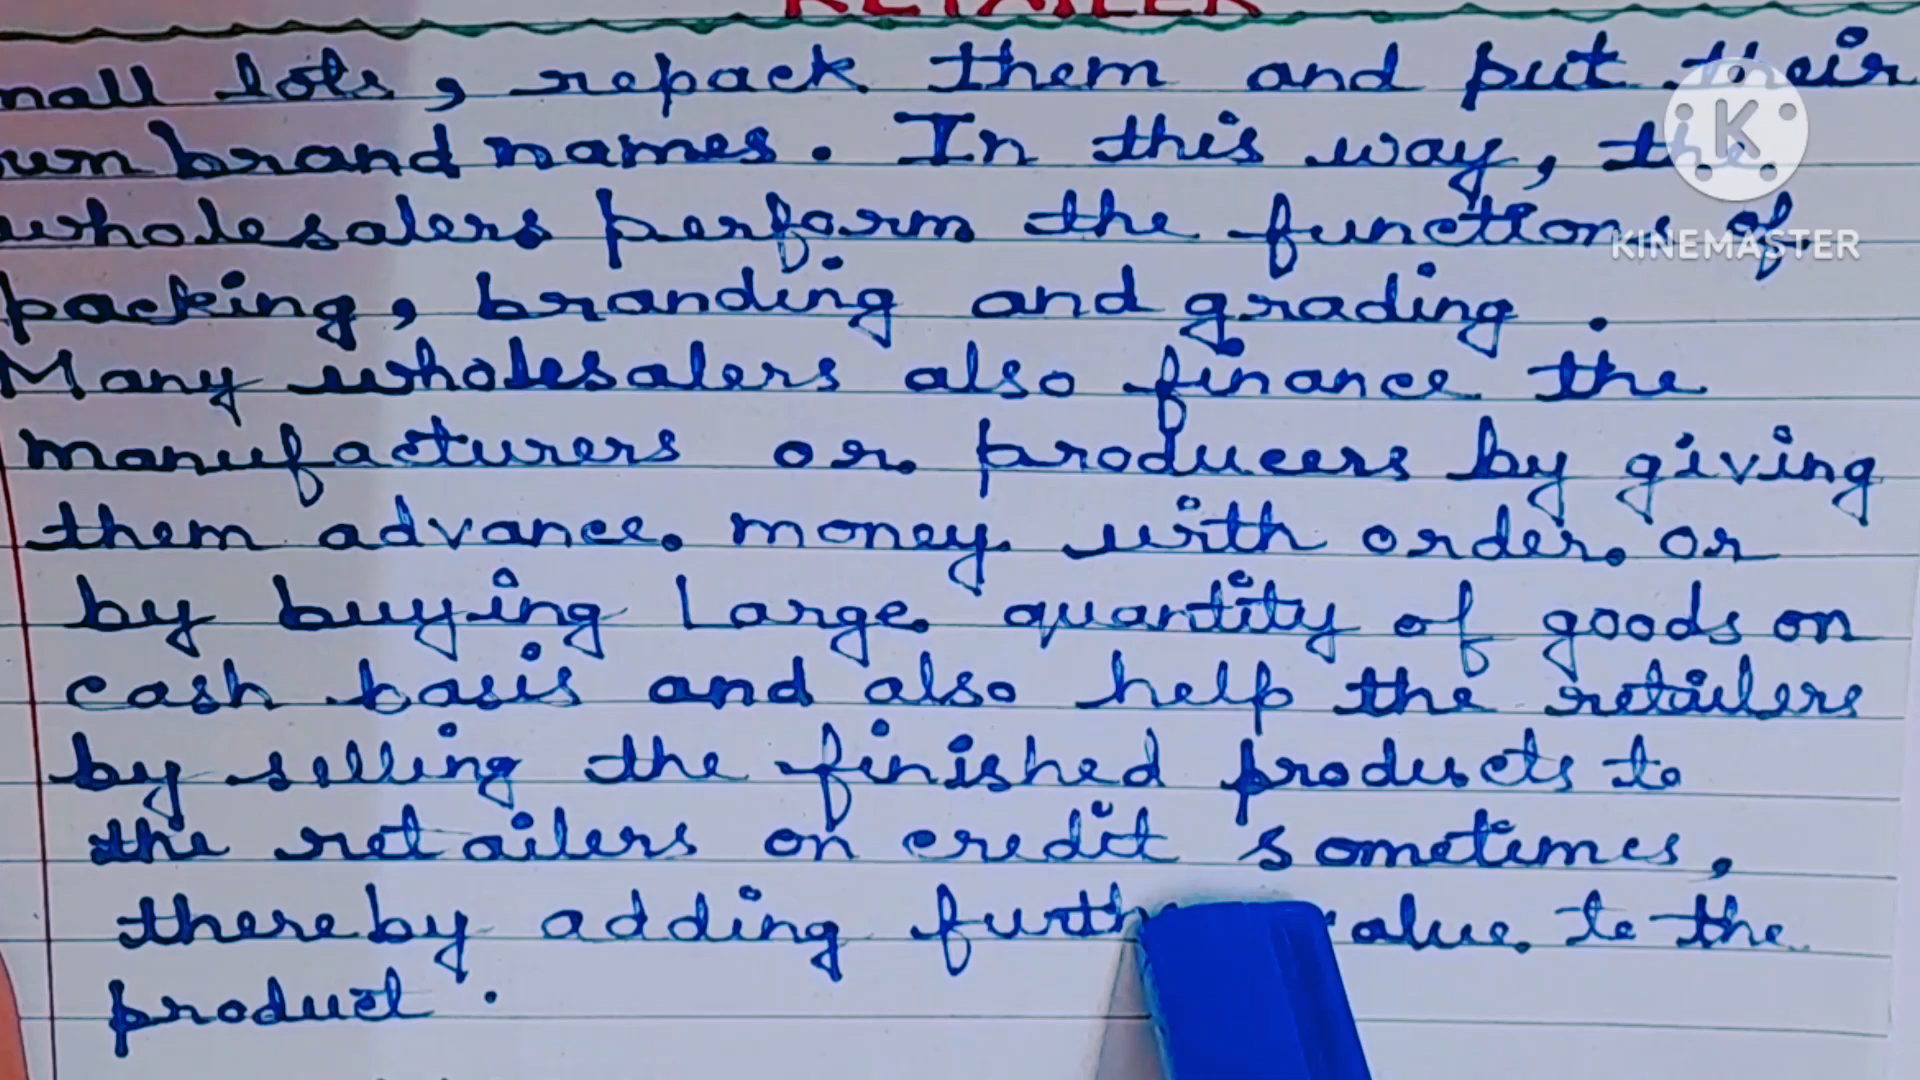 RETAILER
mall lots, repack them and put their
own brand names. In this way, the
wholesalers perform the functions of
packing, branding and grading.
Many wholesalers also finance the
manufacturers or producers by giving
them advance money with order or
by buying Large quantity of goods on
cash basis and also help the retailers
by selling the finished products to
the retailers on credit sometimes,
thereby adding furth value to the
product.
K
KINEMASTER